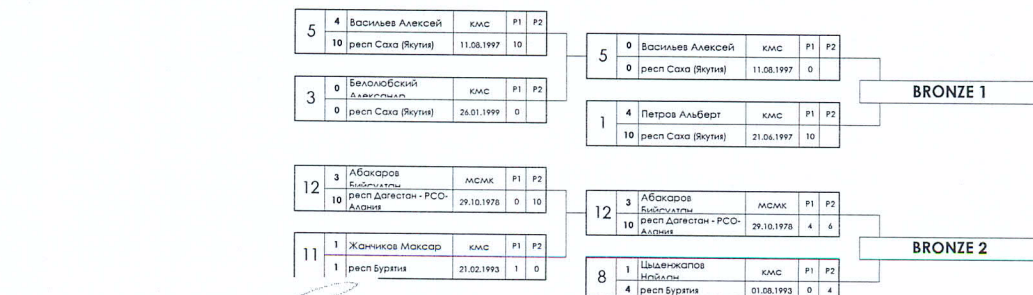 5 4 Васильев Алексей кмс P1 P2
10 респ Саха (Якутия) 11.08.1997 10
3 0 Белолюбский Александр кмс P1 P2
0 респ Саха (Якутия) 26.01.1999 0
5 0 Васильев Алексей кмс P1 P2
0 респ Саха (Якутия) 11.08.1997 0
1 4 Петров Альберт кмс P1 P2
10 респ Саха (Якутия) 21.06.1997 10
BRONZE 1
12 3 Абакаров мсмк P1 P2
10 респ Дагестан - РСО-
Алания 29.10.1978 0 10
11 1 Жанчиков Максар кмс P1 P2
1 респ Бурятия 21.02.1993 1 0
12 3 Абакаров мсмк P1 P2
10 респ Дагестан - РСО-
Алания 29.10.1978 4 6
8 1 Цыденжапов кмс P1 P2
4 респ Бурятия 01.08.1993 0 4
BRONZE 2